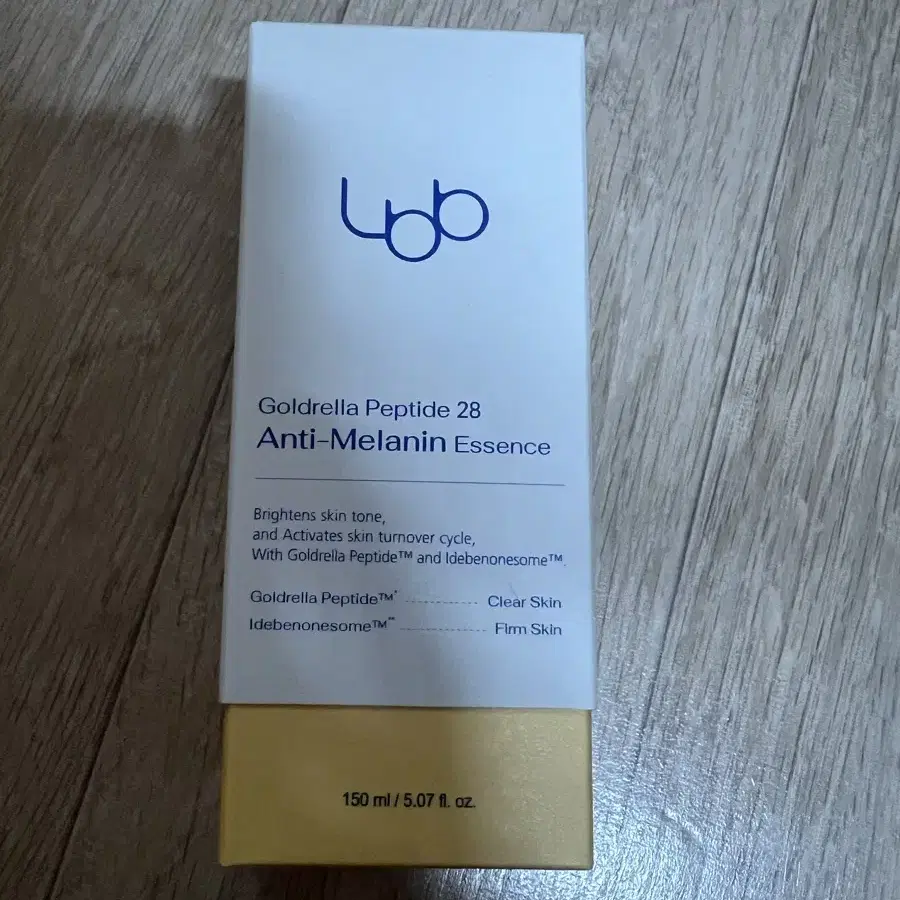 Lbb
Goldrella Peptide 28
Anti-Melanin Essence
Brightens skin tone,
and Activates skin turnover cycle,
With Goldrella Peptide™ and Idebenonesome™.
Goldrella Peptide™* ---------- Clear Skin
Idebenonesome™** ---------- Firm Skin
150 ml / 5.07 fl. oz.